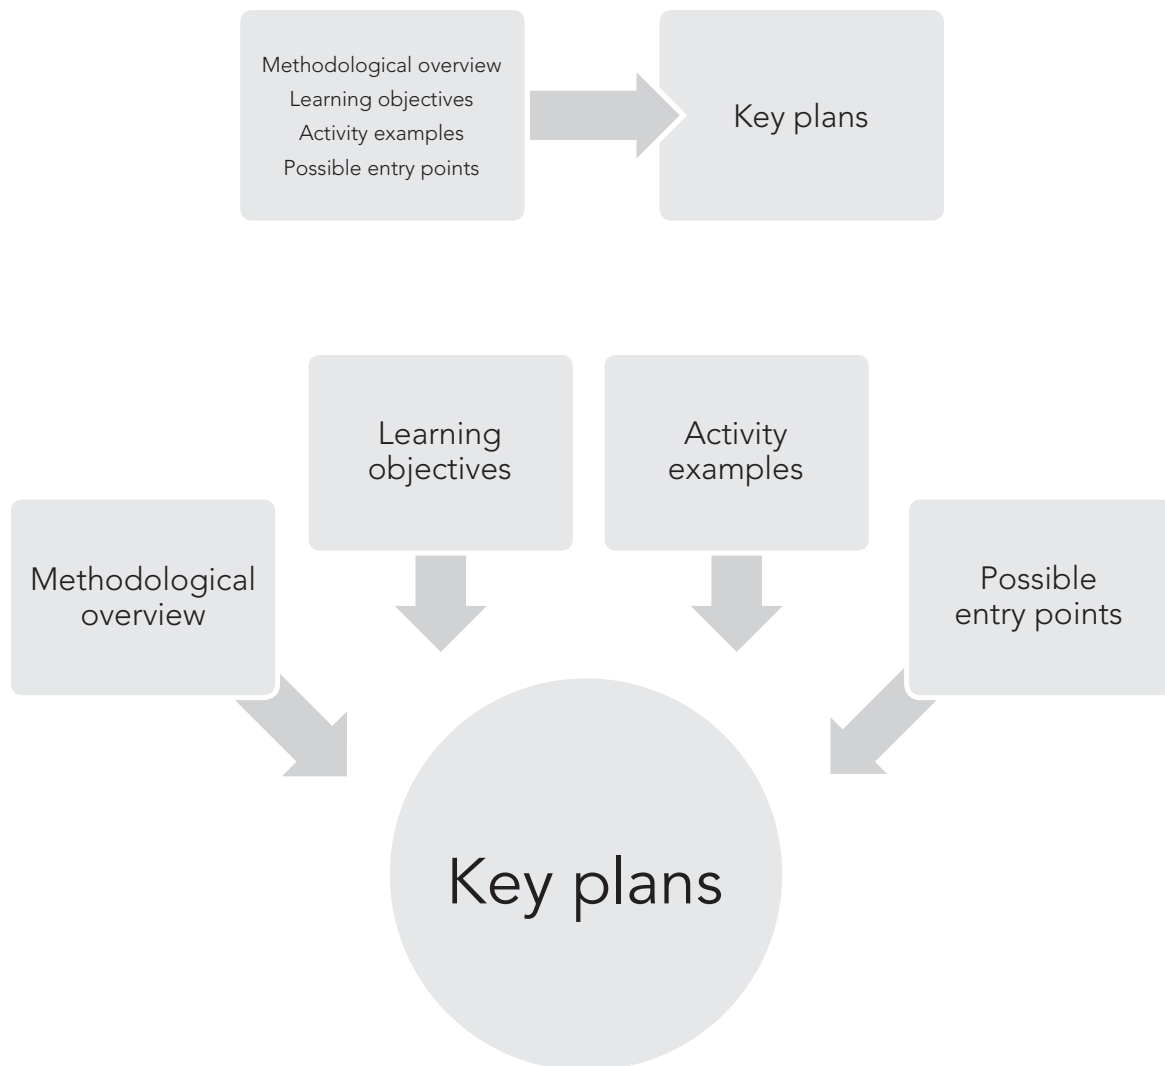 Methodological overview
Learning objectives
Activity examples
Possible entry points
Key plans
Learning
objectives
Activity
examples
Methodological
overview
Possible
entry points
Key plans